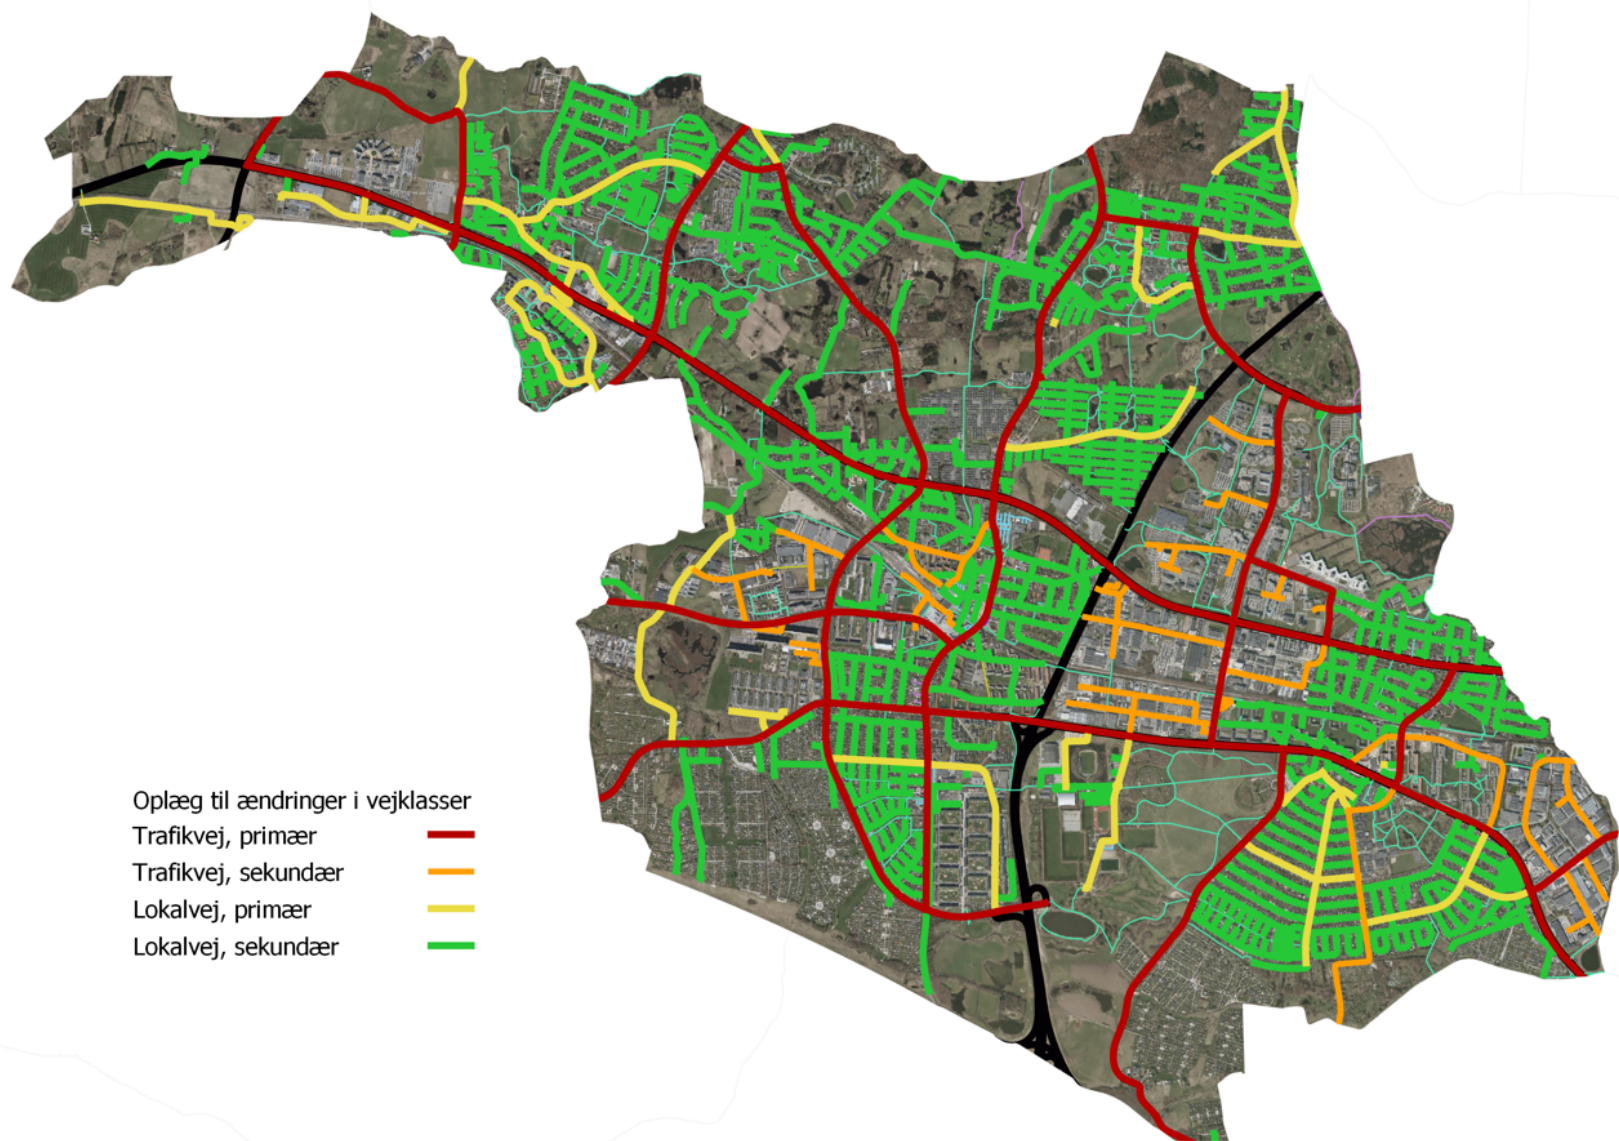 Oplæg til ændringer i vejklasser
Trafikvej, primær
Trafikvej, sekundær
Lokalvej, primær
Lokalvej, sekundær